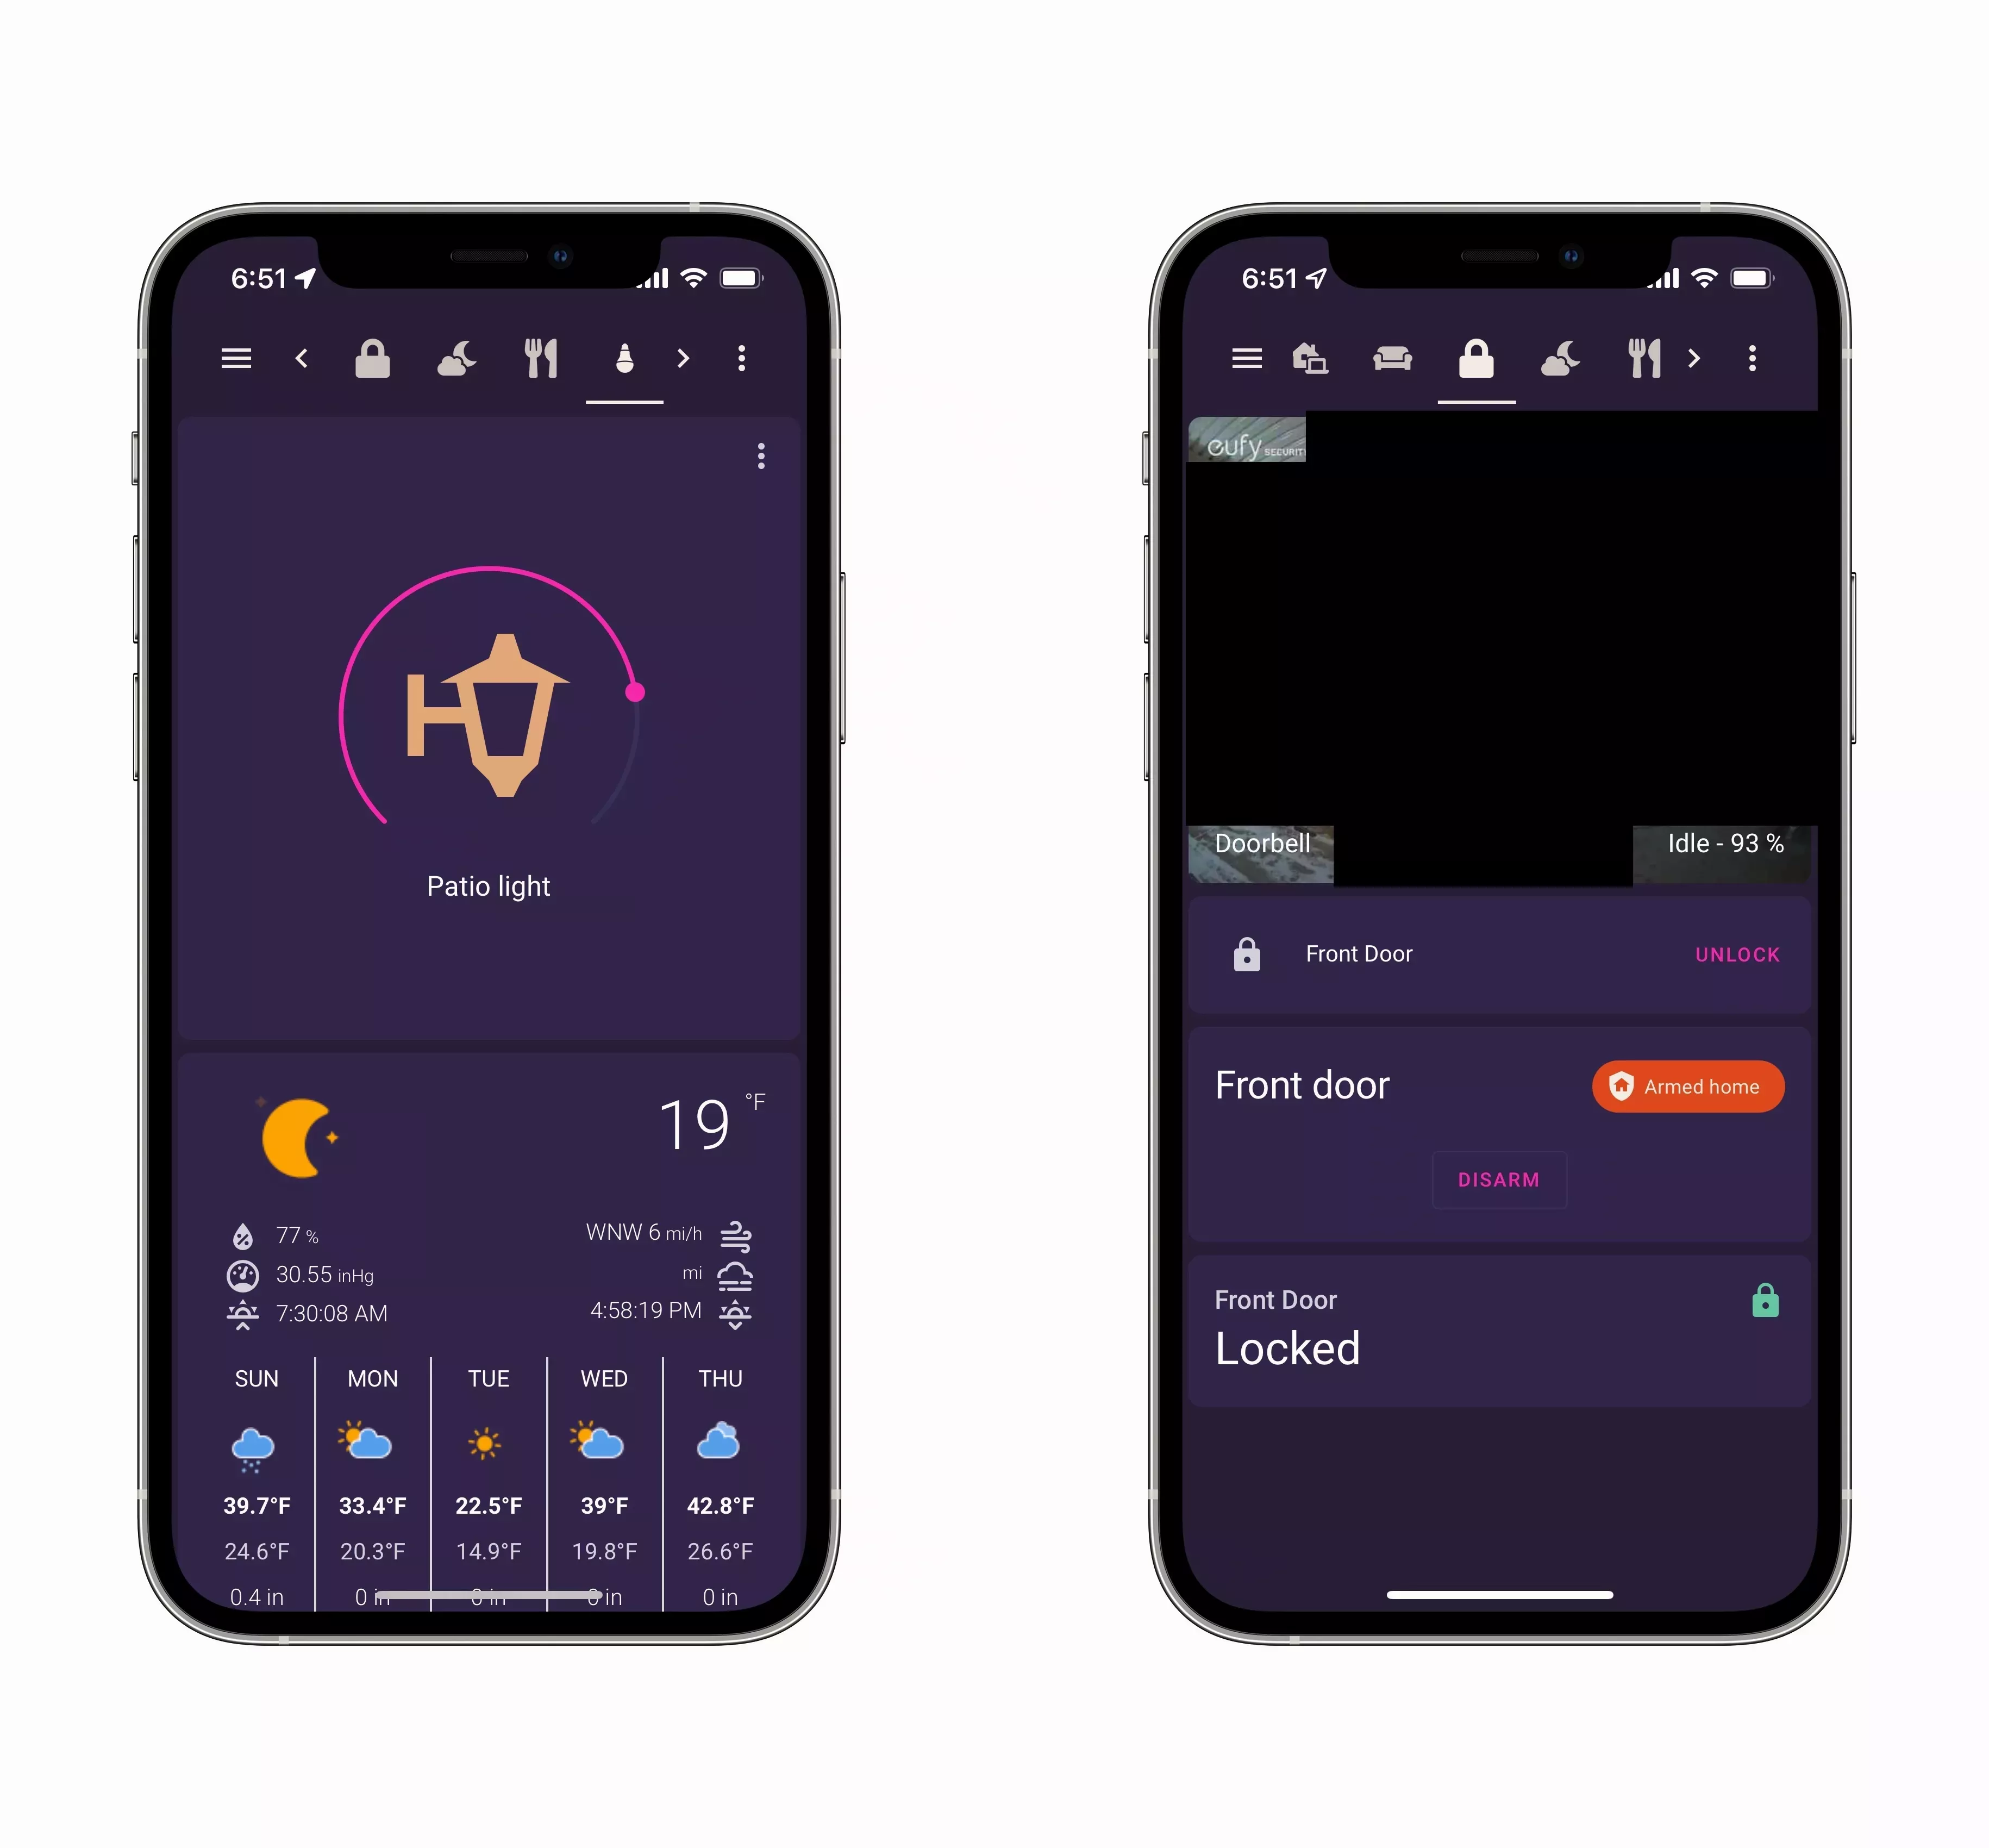 6:51
Patio light
19 °F
77 %
WNW 6 mi/h
30.55 inHg
mi
7:30:08 AM
4:58:19 PM
SUN MON TUE WED THU
39.7°F 33.4°F 22.5°F 39°F 42.8°F
24.6°F 20.3°F 14.9°F 19.8°F 26.6°F
0.4 in 0 in 0 in 0 in 0 in
6:51
eufy SECURIT
Doorbell
Idle - 93 %
Front Door
UNLOCK
Front door
Armed home
DISARM
Front Door
Locked